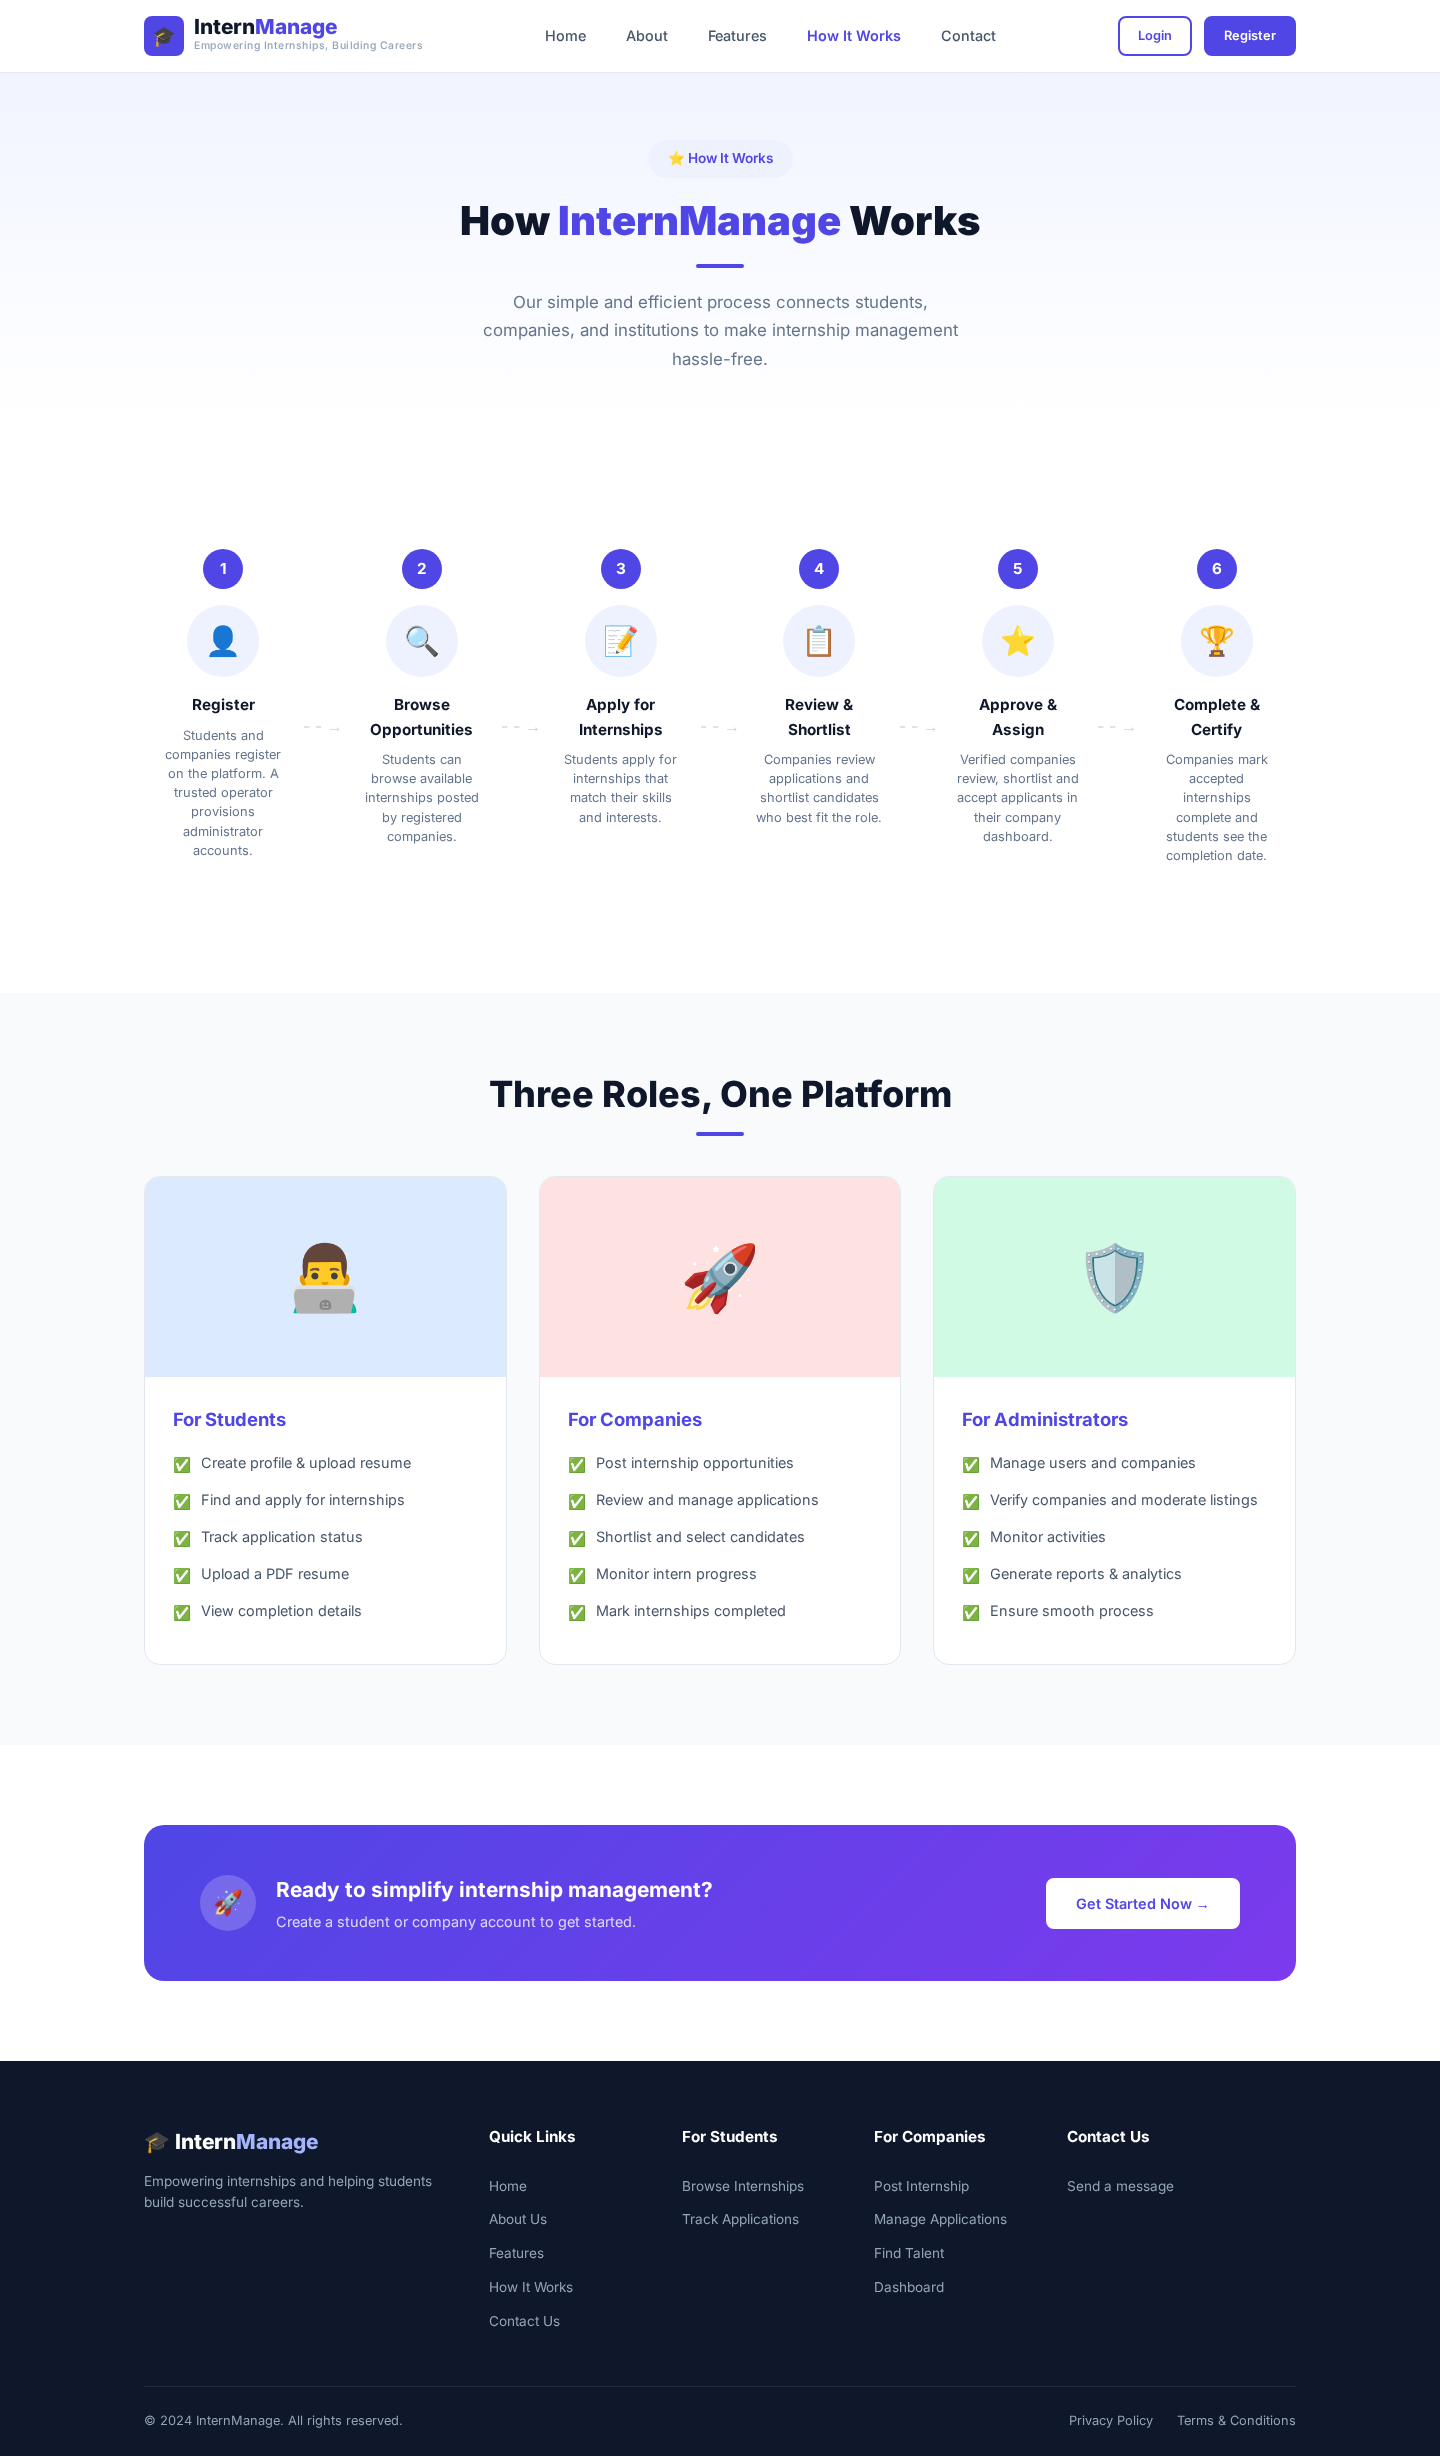 InternManage
Empowering Internships, Building Careers
Home
About
Features
How It Works
Contact
Login
Register
How It Works
How InternManage Works
Our simple and efficient process connects students,
companies, and institutions to make internship management
hassle-free.
1
Register
Students and
companies register
on the platform. A
trusted operator
provisions
administrator
accounts.
2
Browse
Opportunities
Students can
browse available
internships posted
by registered
companies.
3
Apply for
Internships
Students apply for
internships that
match their skills
and interests.
4
Review &
Shortlist
Companies review
applications and
shortlist candidates
who best fit the role.
5
Approve &
Assign
Verified companies
review, shortlist and
accept applicants in
their company
dashboard.
6
Complete &
Certify
Companies mark
accepted
internships
complete and
students see the
completion date.
Three Roles, One Platform
For Students
Create profile & upload resume
Find and apply for internships
Track application status
Upload a PDF resume
View completion details
For Companies
Post internship opportunities
Review and manage applications
Shortlist and select candidates
Monitor intern progress
Mark internships completed
For Administrators
Manage users and companies
Verify companies and moderate listings
Monitor activities
Generate reports & analytics
Ensure smooth process
Ready to simplify internship management?
Create a student or company account to get started.
Get Started Now →
InternManage
Empowering internships and helping students
build successful careers.
Quick Links
Home
About Us
Features
How It Works
Contact Us
For Students
Browse Internships
Track Applications
For Companies
Post Internship
Manage Applications
Find Talent
Dashboard
Contact Us
Send a message
© 2024 InternManage. All rights reserved.
Privacy Policy
Terms & Conditions